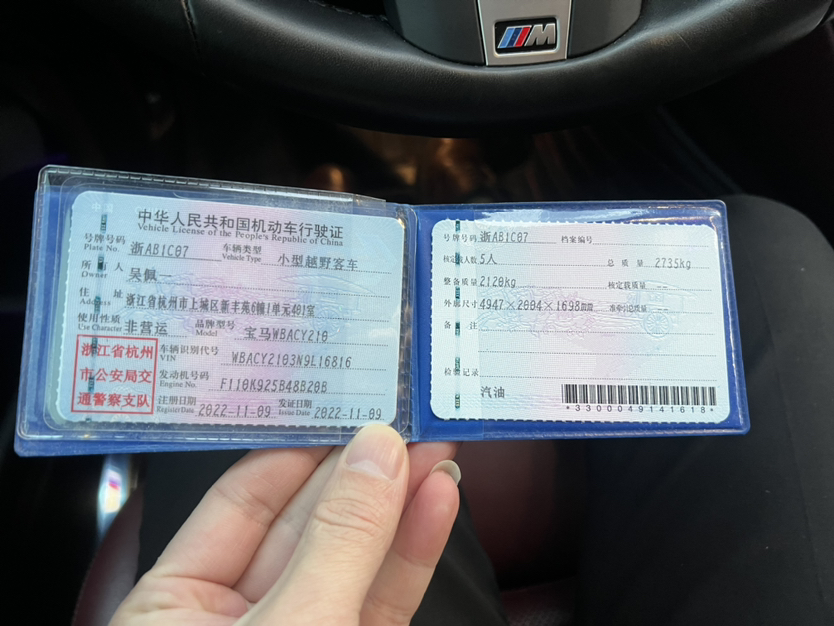 M
中华人民共和国机动车行驶证
Vehicle License of the People's Republic of China
号牌号码 浙AB1C07 车辆类型 小型越野客车
Plate No. Vehicle Type
所有人 吴佩一
Owner
住址 浙江省杭州市上城区新丰苑6幢1单元401室
Address
使用性质 非营运 品牌型号 宝马WBACY210
Use Character Model
浙江省杭州
市公安局交
通警察支队
车辆识别代号 WBACY2103N9L16816
VIN
发动机号码 F110K925B48B20B
Engine No.
注册日期 2022-11-09 发证日期 2022-11-09
Register Date Issue Date
号牌号码 浙AB1C07 档案编号
核定载人数 5人 总质量 2735kg
整备质量 2120kg 核定载质量 --
外廓尺寸 4947×2004×1698mm 准牵引总质量 --
备注
检验记录
汽油
*3300049141618*